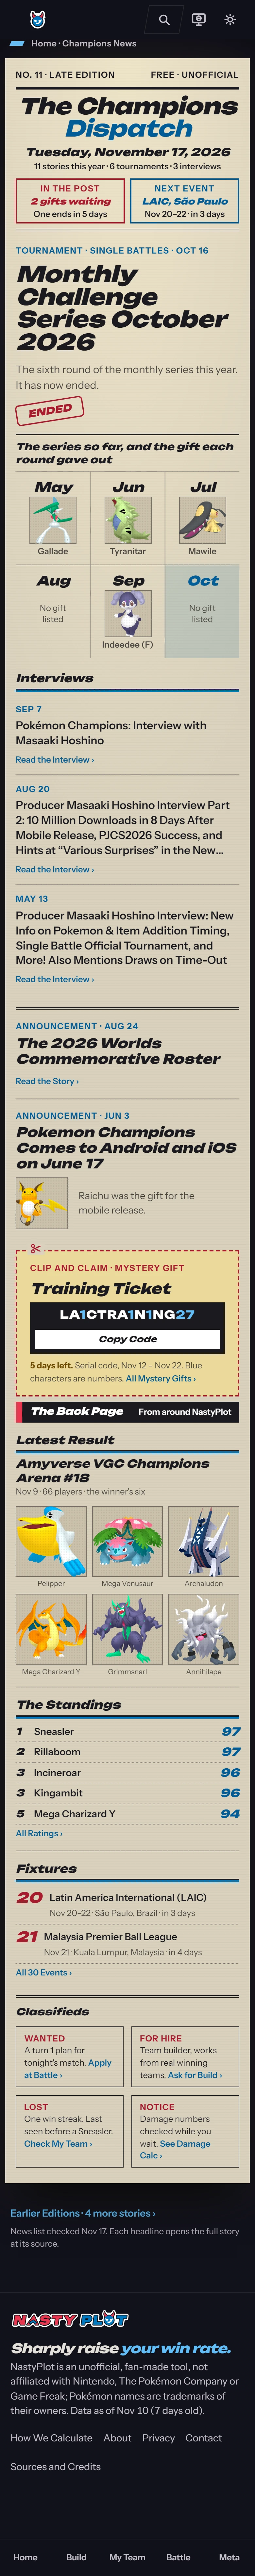 Home · Champions News
NO. 11 · LATE EDITION
FREE · UNOFFICIAL
The Champions
Dispatch
Tuesday, November 17, 2026
11 stories this year · 6 tournaments · 3 interviews
IN THE POST
2 gifts waiting
One ends in 5 days
NEXT EVENT
LAIC, São Paulo
Nov 20–22 · in 3 days
TOURNAMENT · SINGLE BATTLES · OCT 16
Monthly
Challenge
Series October
2026
The sixth round of the monthly series this year.
It has now ended.
ENDED
The series so far, and the gift each
round gave out
May
Gallade
Jun
Tyranitar
Jul
Mawile
Aug
No gift
listed
Sep
Indeedee (F)
Oct
No gift
listed
Interviews
SEP 7
Pokémon Champions: Interview with
Masaaki Hoshino
Read the Interview ›
AUG 20
Producer Masaaki Hoshino Interview Part
2: 10 Million Downloads in 8 Days After
Mobile Release, PJCS2026 Success, and
Hints at “Various Surprises” in the New...
Read the Interview ›
MAY 13
Producer Masaaki Hoshino Interview: New
Info on Pokemon & Item Addition Timing,
Single Battle Official Tournament, and
More! Also Mentions Draws on Time-Out
Read the Interview ›
ANNOUNCEMENT · AUG 24
The 2026 Worlds
Commemorative Roster
Read the Story ›
ANNOUNCEMENT · JUN 3
Pokemon Champions
Comes to Android and iOS
on June 17
Raichu was the gift for the
mobile release.
CLIP AND CLAIM · MYSTERY GIFT
Training Ticket
LA1CTRA1N1NG27
Copy Code
5 days left. Serial code, Nov 12 – Nov 22. Blue
characters are numbers. All Mystery Gifts ›
The Back Page
From around NastyPlot
Latest Result
Amyverse VGC Champions
Arena #18
Nov 9 · 66 players · the winner's six
Pelipper
Mega Venusaur
Archaludon
Mega Charizard Y
Grimmsnarl
Annihilape
The Standings
1 Sneasler 97
2 Rillaboom 97
3 Incineroar 96
3 Kingambit 96
5 Mega Charizard Y 94
All Ratings ›
Fixtures
20 Latin America International (LAIC)
Nov 20–22 · São Paulo, Brazil · in 3 days
21 Malaysia Premier Ball League
Nov 21 · Kuala Lumpur, Malaysia · in 4 days
All 30 Events ›
Classifieds
WANTED
A turn 1 plan for
tonight's match. Apply
at Battle ›
FOR HIRE
Team builder, works
from real winning
teams. Ask for Build ›
LOST
One win streak. Last
seen before a Sneasler.
Check My Team ›
NOTICE
Damage numbers
checked while you
wait. See Damage
Calc ›
Earlier Editions · 4 more stories ›
News list checked Nov 17. Each headline opens the full story
at its source.
NASTY PLOT
Sharply raise your win rate.
NastyPlot is an unofficial, fan-made tool, not
affiliated with Nintendo, The Pokémon Company or
Game Freak; Pokémon names are trademarks of
their owners. Data as of Nov 10 (7 days old).
How We Calculate
About
Privacy
Contact
Sources and Credits
Home
Build
My Team
Battle
Meta